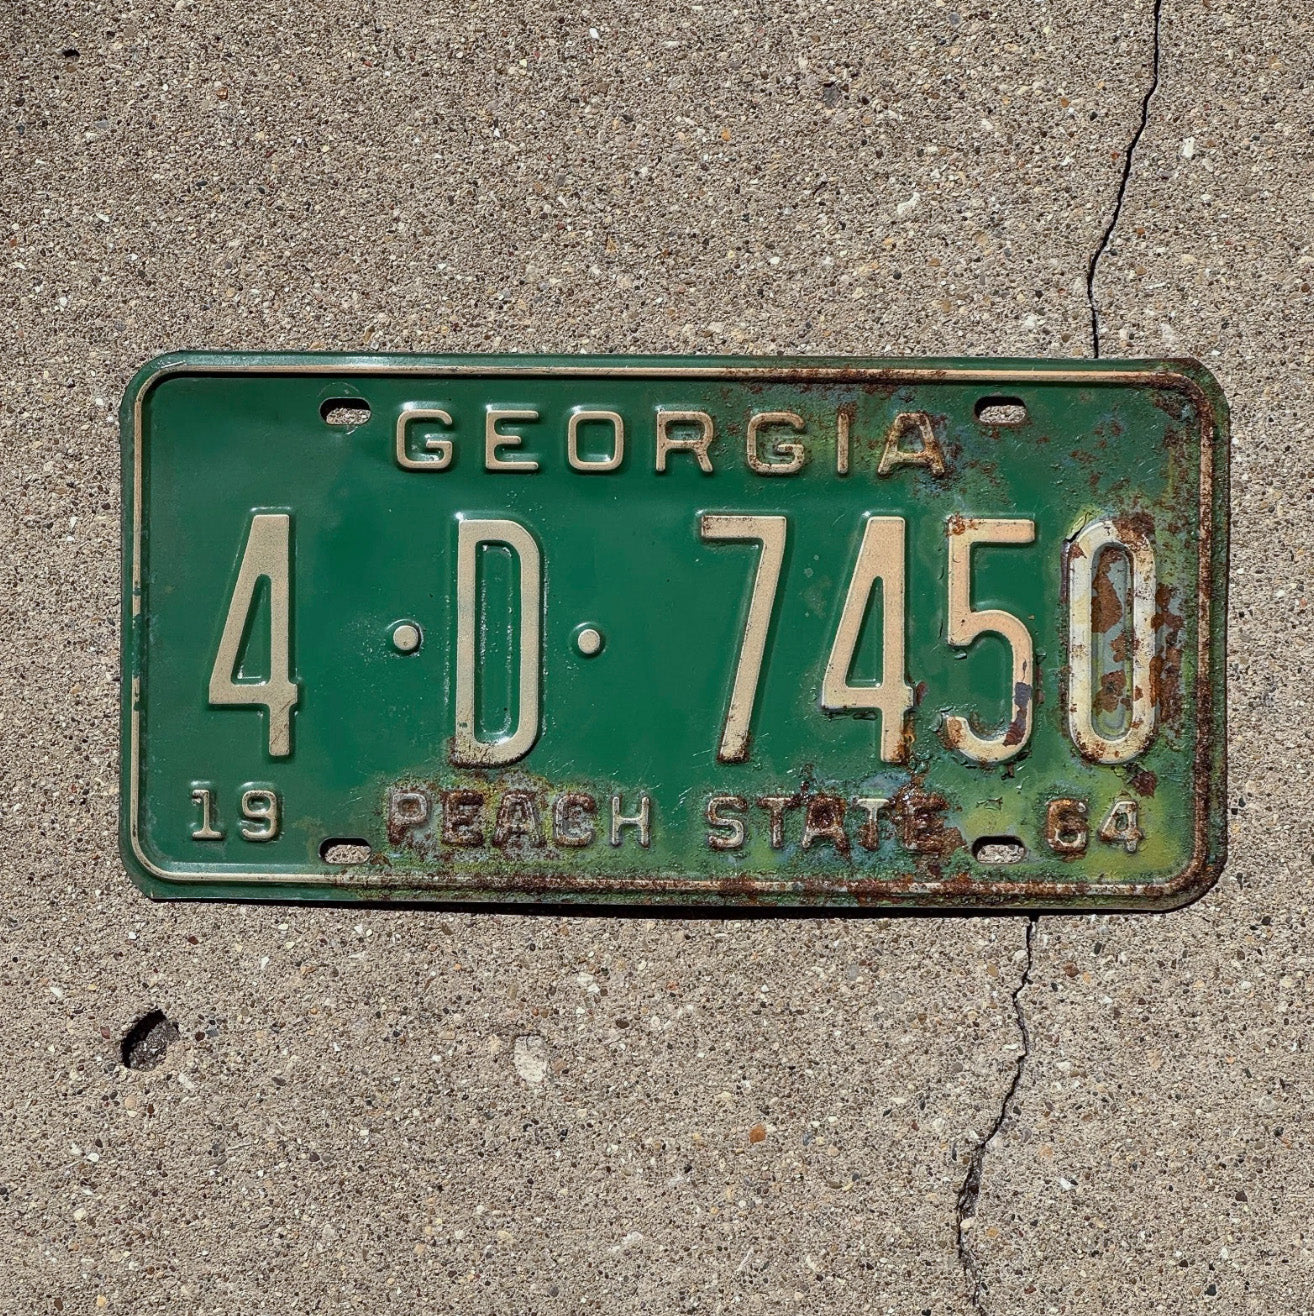 GEORGIA
4·D·7450
19 PEACH STATE 64